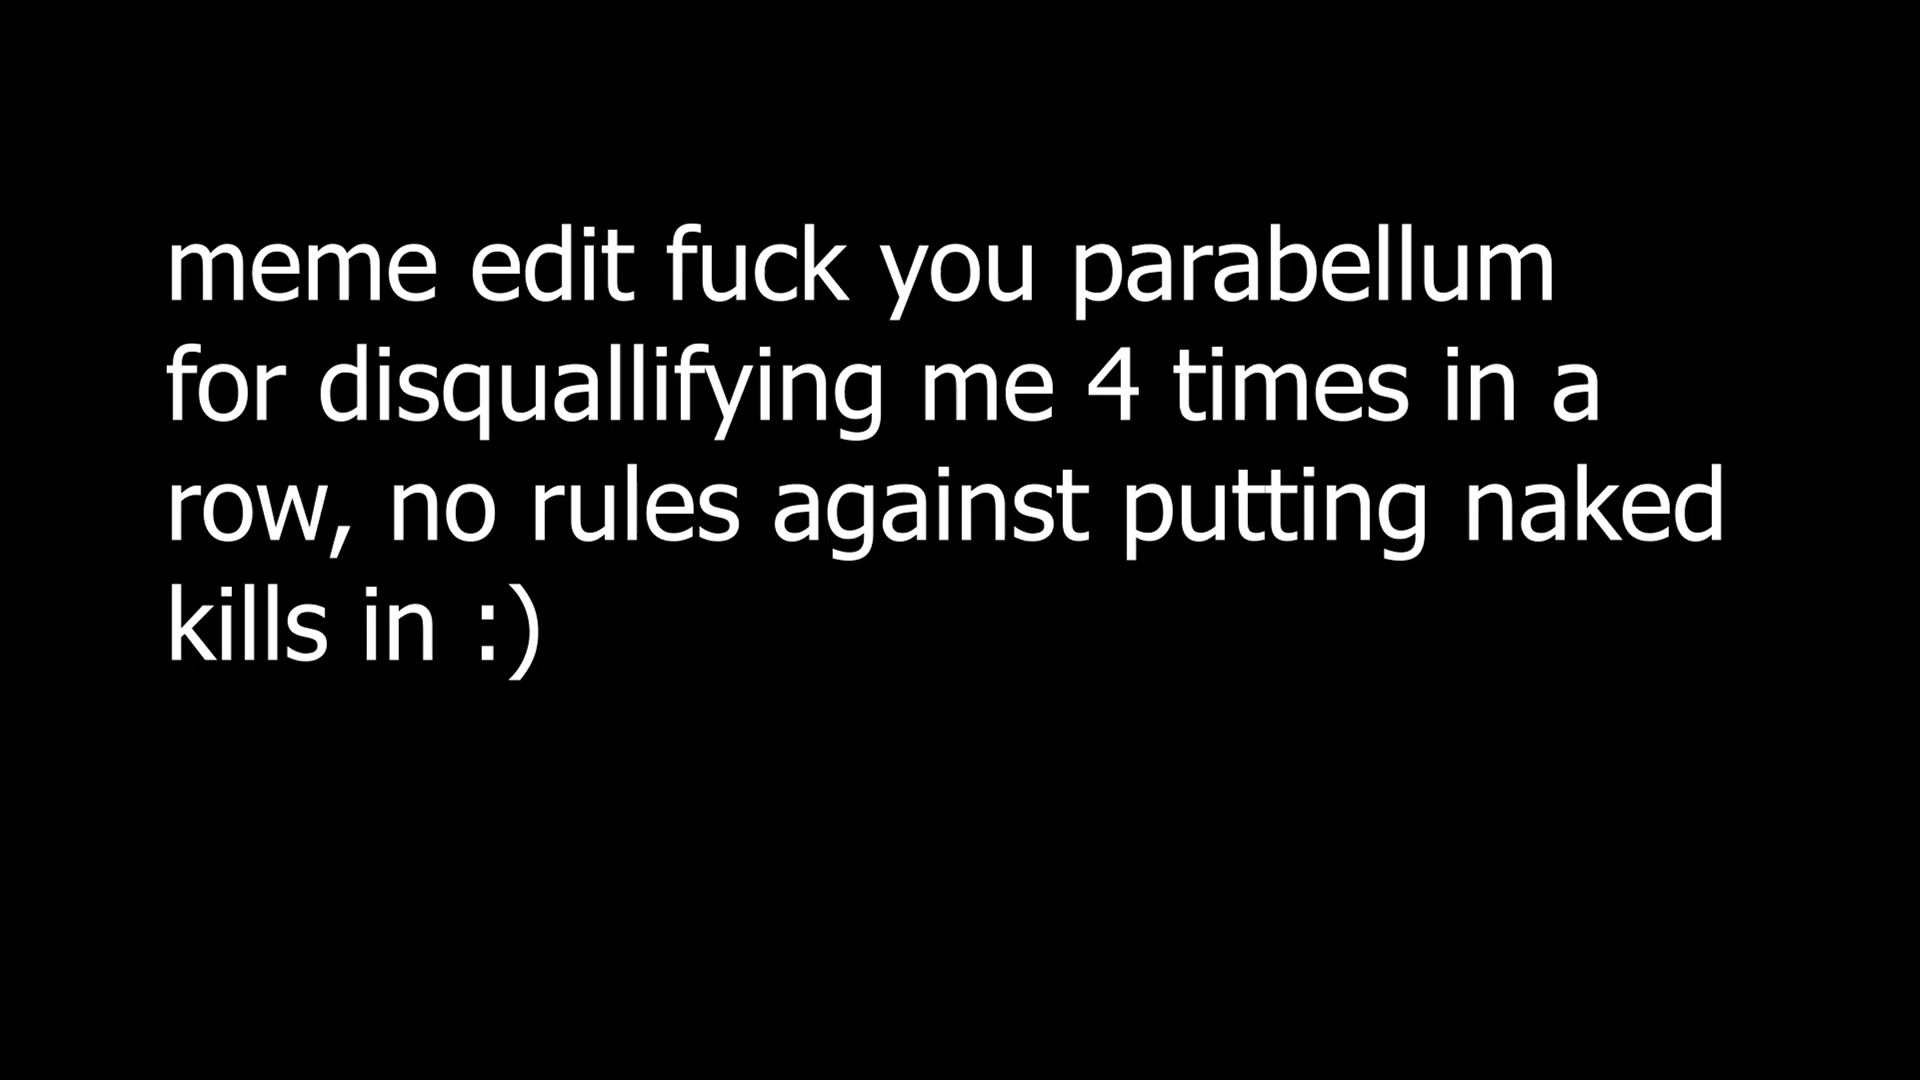 meme edit fuck you parabellum
for disquallifying me 4 times in a
row, no rules against putting naked
kills in :)